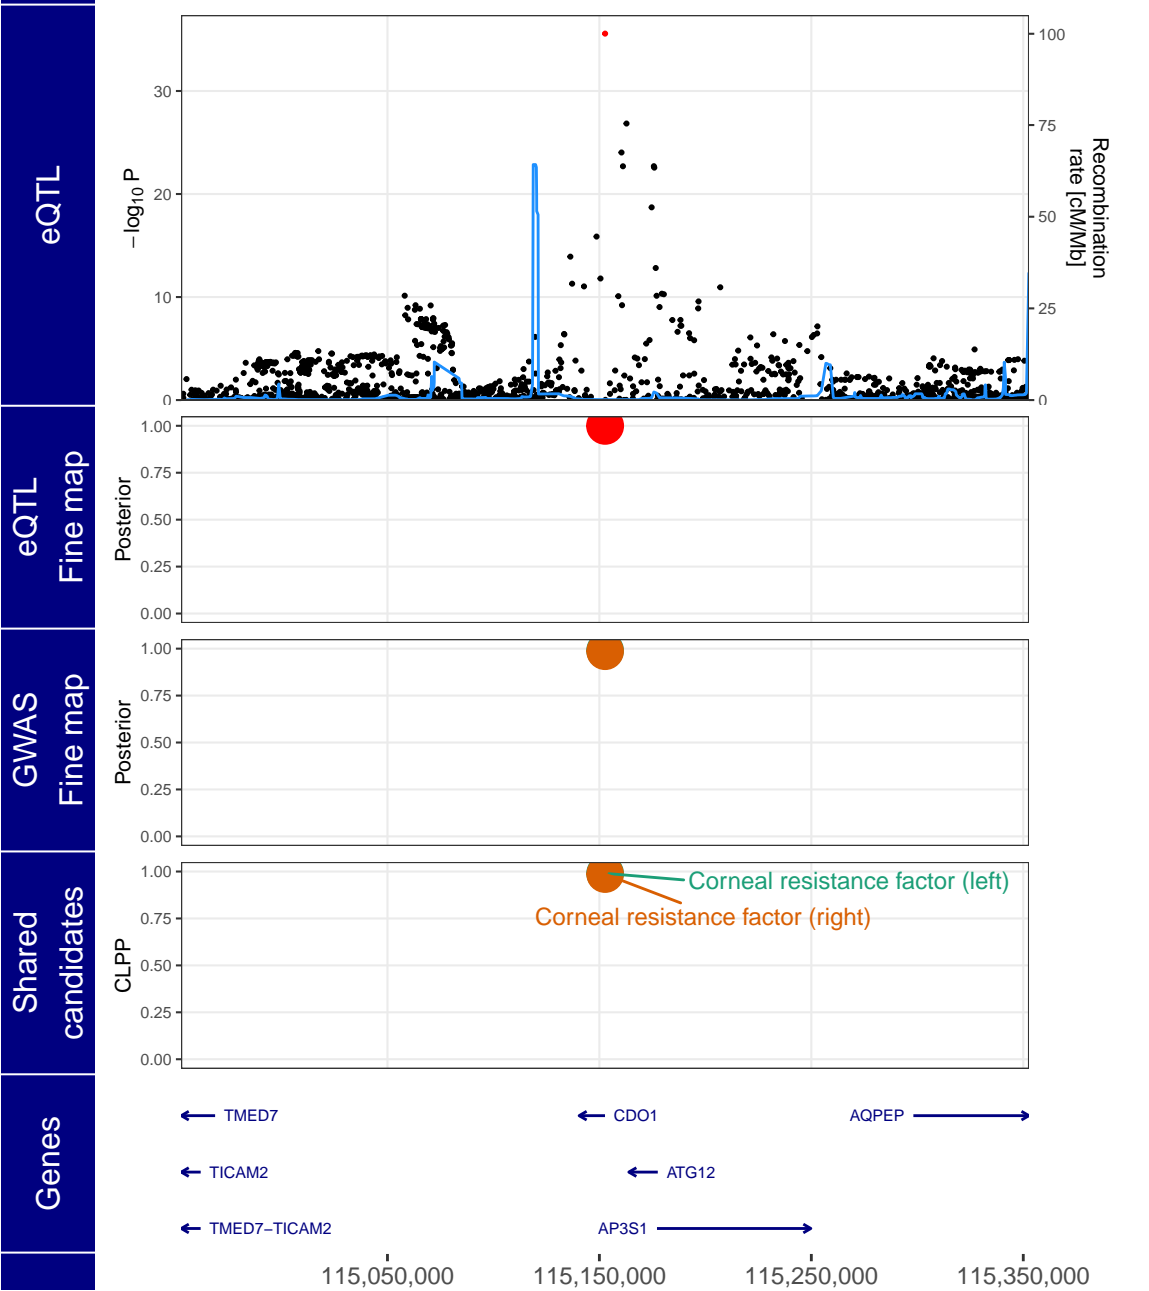 eQTL
− log10 P
30
20
10
0
100
75
50
25
0
Recombination
rate [cM/Mb]
eQTL
Fine map
Posterior
1.00
0.75
0.50
0.25
0.00
GWAS
Fine map
Posterior
1.00
0.75
0.50
0.25
0.00
Shared
candidates
CLPP
1.00
0.75
0.50
0.25
0.00
Corneal resistance factor (left)
Corneal resistance factor (right)
Genes
TMED7
CDO1
AQPEP
TICAM2
ATG12
TMED7−TICAM2
AP3S1
115,050,000
115,150,000
115,250,000
115,350,000